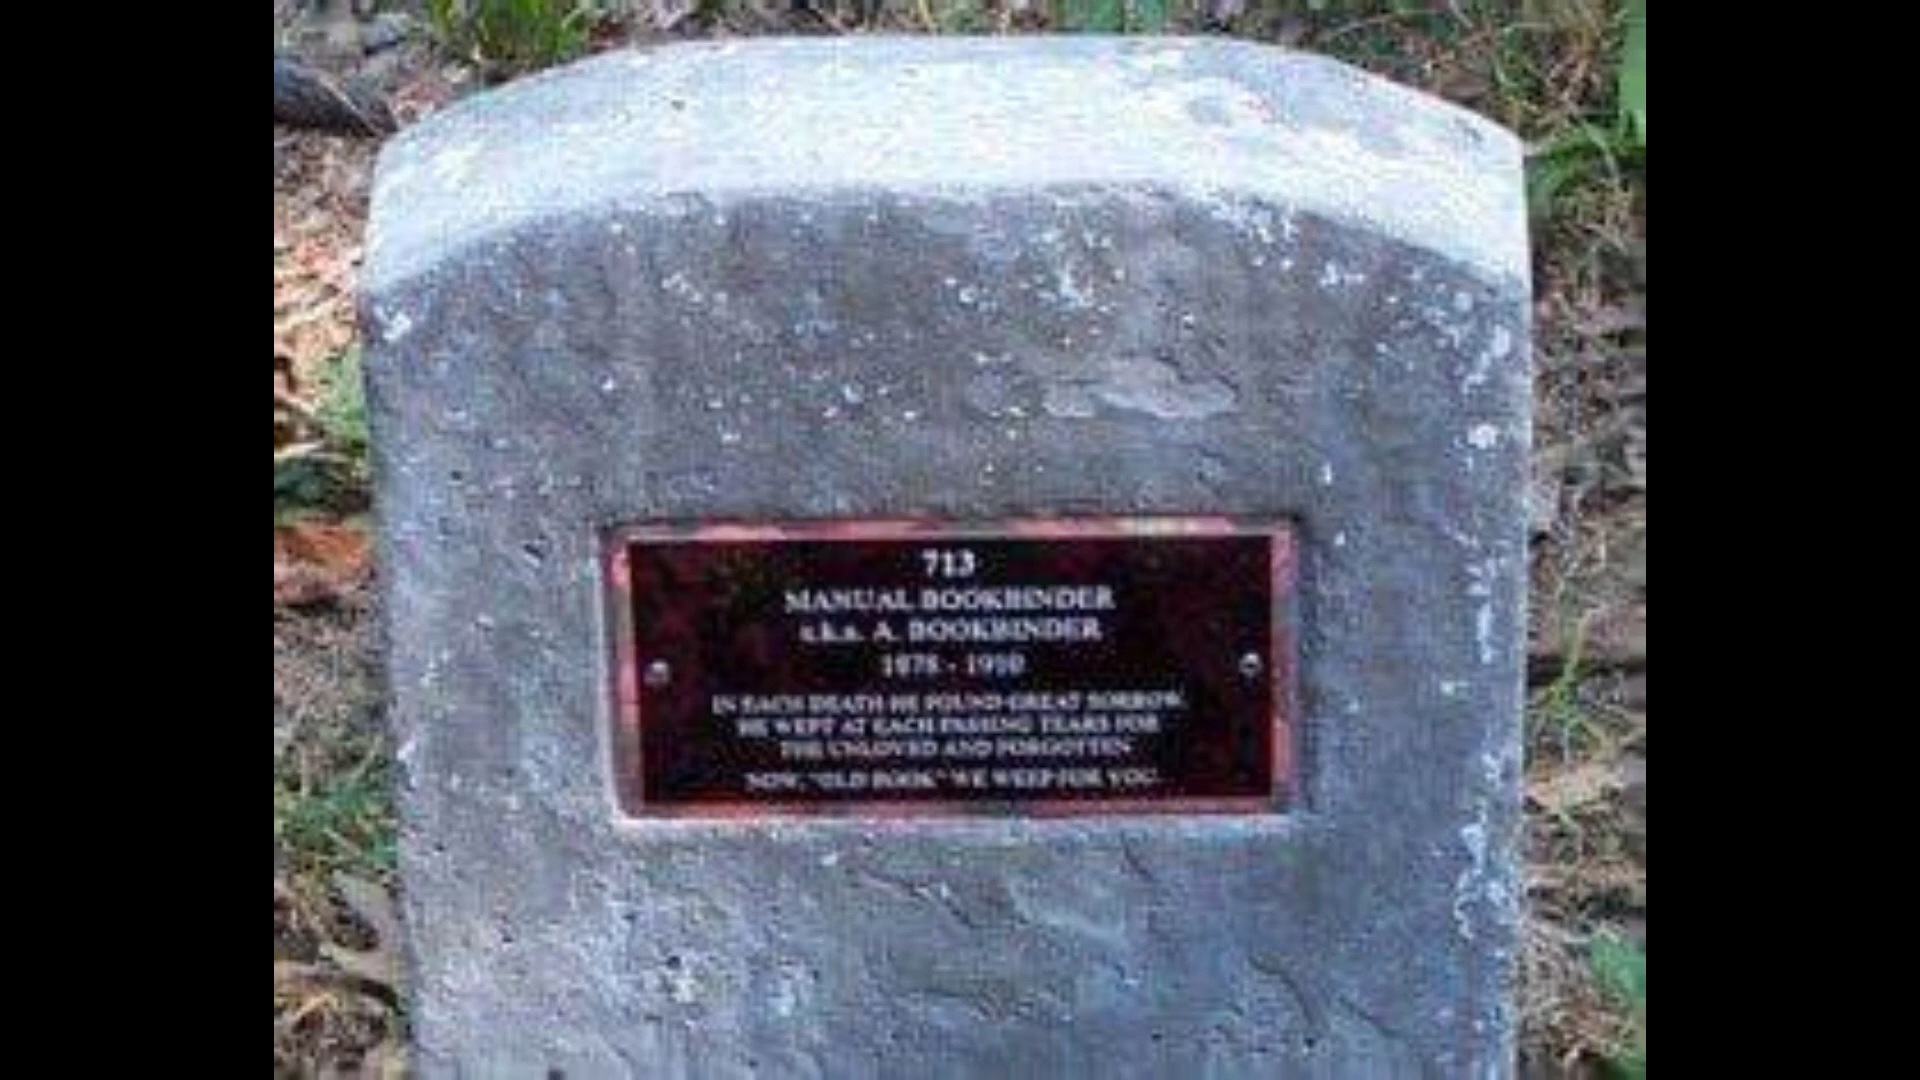 713
MANUAL BOOKBINDER
a.k.a. A. BOOKBINDER
1878 - 1910
IN EACH DEATH HE FOUND GREAT SORROW.
HE WEPT AT EACH PASSING TEARS FOR
THE UNLOVED AND FORGOTTEN
NOW, "OLD BOOK" WE WEEP FOR YOU.